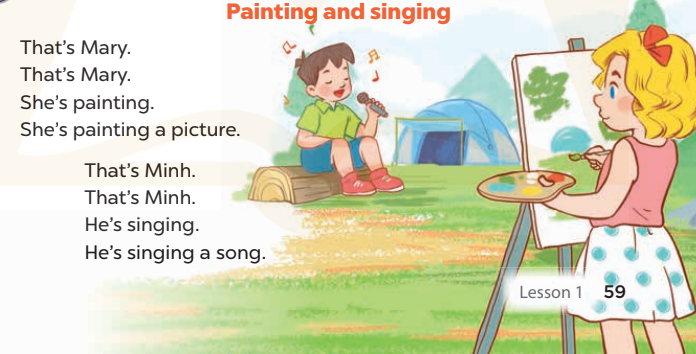 Painting and singing
That's Mary.
That's Mary.
She's painting.
She's painting a picture.
That's Minh.
That's Minh.
He's singing.
He's singing a song.
Lesson 1 59